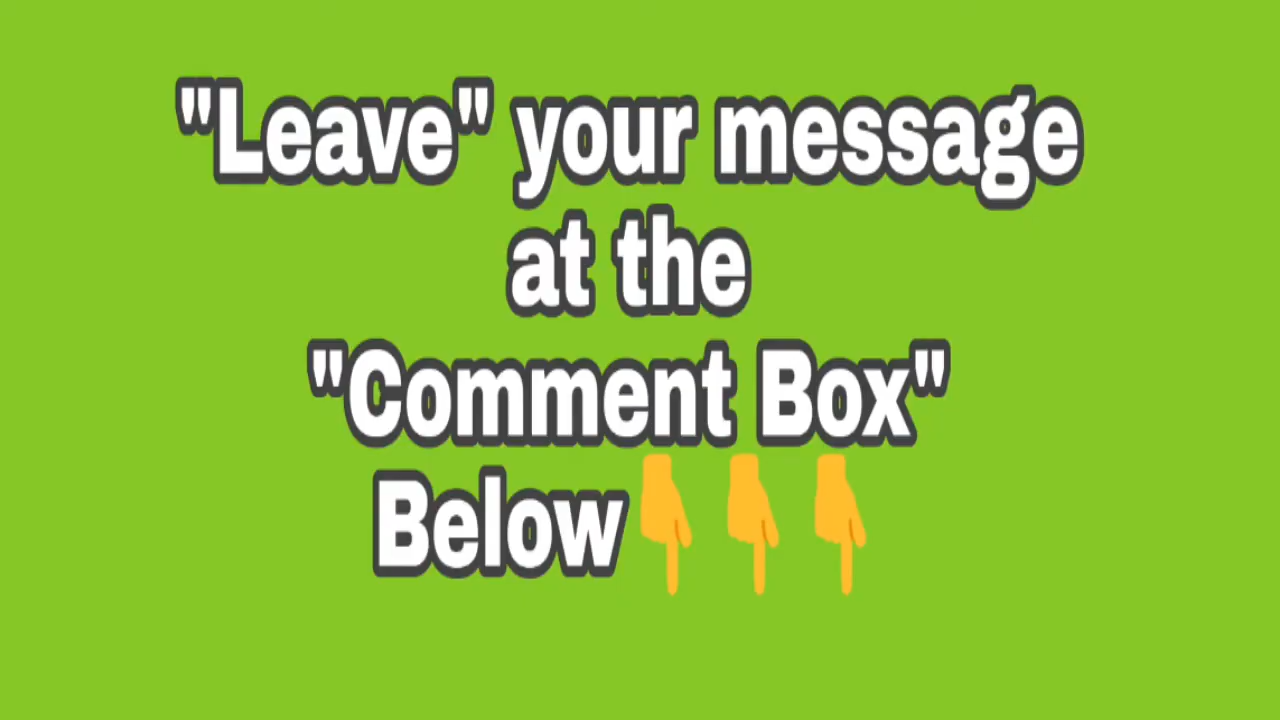 "Leave" your message
at the
"Comment Box"
Below👇👇👇